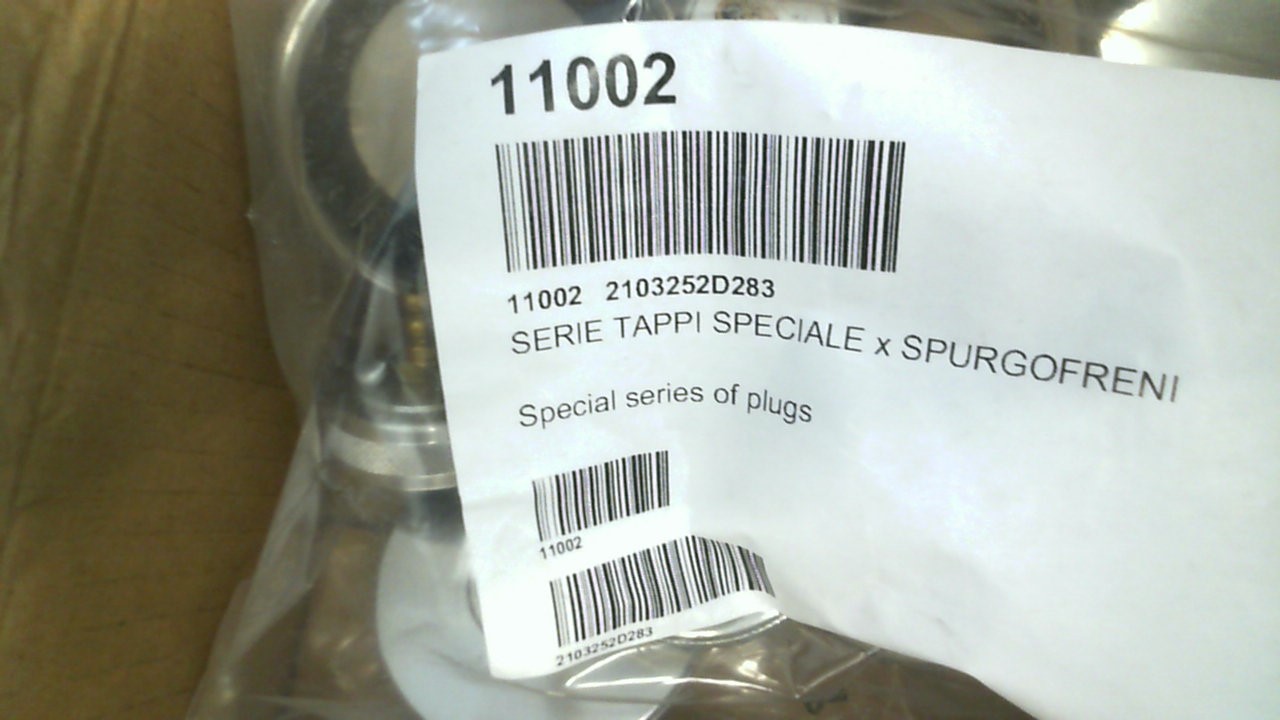 11002
11002 2103252D283
SERIE TAPPI SPECIALE x SPURGOFRENI
Special series of plugs
11002
2103252D283